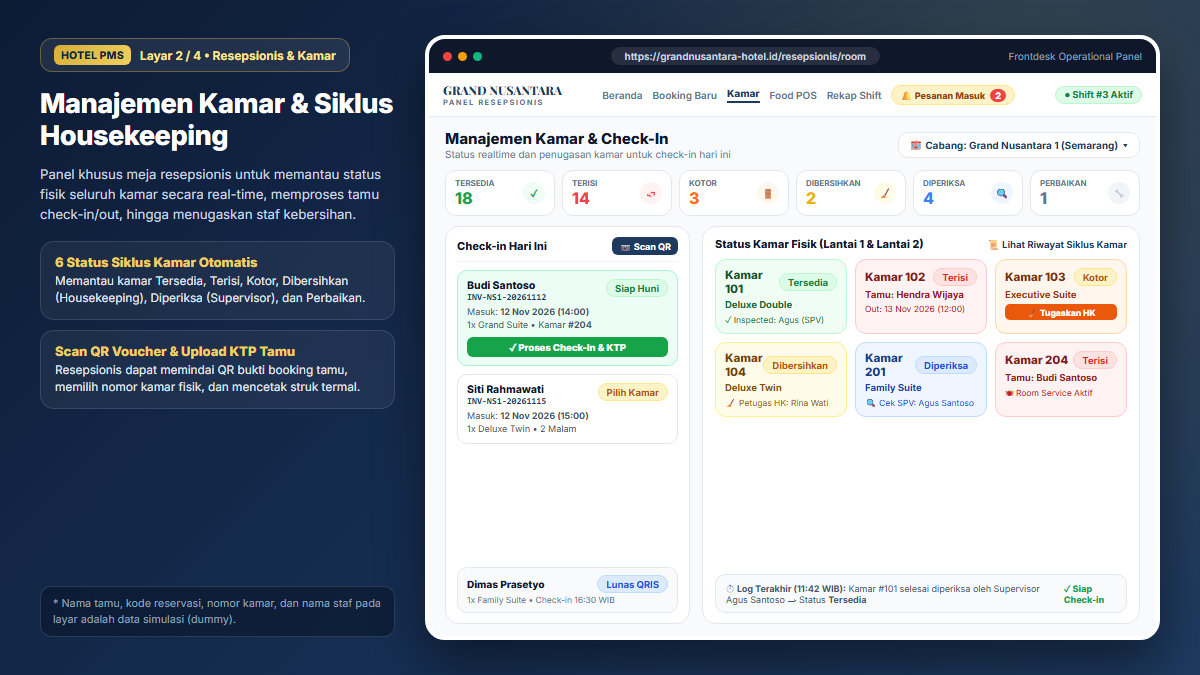 HOTEL PMS Layar 2 / 4 • Resepsionis & Kamar
Manajemen Kamar & Siklus
Housekeeping
Panel khusus meja resepsionis untuk memantau status
fisik seluruh kamar secara real-time, memproses tamu
check-in/out, hingga menugaskan staf kebersihan.
6 Status Siklus Kamar Otomatis
Memantau kamar Tersedia, Terisi, Kotor, Dibersihkan
(Housekeeping), Diperiksa (Supervisor), dan Perbaikan.
Scan QR Voucher & Upload KTP Tamu
Resepsionis dapat memindai QR bukti booking tamu,
memilih nomor kamar fisik, dan mencetak struk termal.
* Nama tamu, kode reservasi, nomor kamar, dan nama staf pada
layar adalah data simulasi (dummy).
https://grandnusantara-hotel.id/resepsionis/room
Frontdesk Operational Panel
GRAND NUSANTARA
PANEL RESEPSIONIS
Beranda Booking Baru Kamar Food POS Rekap Shift Pesanan Masuk 2
● Shift #3 Aktif
Manajemen Kamar & Check-In
Status realtime dan penugasan kamar untuk check-in hari ini
Cabang: Grand Nusantara 1 (Semarang) ▾
TERSEDIA
18
✓
TERISI
14
KOTOR
3
DIBERSIHKAN
2
DIPERIKSA
4
PERBAIKAN
1
Check-in Hari Ini
Scan QR
Budi Santoso
Siap Huni
INV-NS1-20261112
Masuk: 12 Nov 2026 (14:00)
1x Grand Suite • Kamar #204
✓ Proses Check-In & KTP
Siti Rahmawati
Pilih Kamar
INV-NS1-20261115
Masuk: 12 Nov 2026 (15:00)
1x Deluxe Twin • 2 Malam
Dimas Prasetyo
Lunas QRIS
1x Family Suite • Check-in 16:30 WIB
Status Kamar Fisik (Lantai 1 & Lantai 2)
Lihat Riwayat Siklus Kamar
Kamar
101
Tersedia
Deluxe Double
✓ Inspected: Agus (SPV)
Kamar 102
Terisi
Tamu: Hendra Wijaya
Out: 13 Nov 2026 (12:00)
Kamar 103
Kotor
Executive Suite
Tugaskan HK
Kamar
104
Dibersihkan
Deluxe Twin
Petugas HK: Rina Wati
Kamar
201
Diperiksa
Family Suite
Cek SPV: Agus Santoso
Kamar 204
Terisi
Tamu: Budi Santoso
Room Service Aktif
Log Terakhir (11:42 WIB): Kamar #101 selesai diperiksa oleh Supervisor
Agus Santoso → Status Tersedia
✓ Siap
Check-in